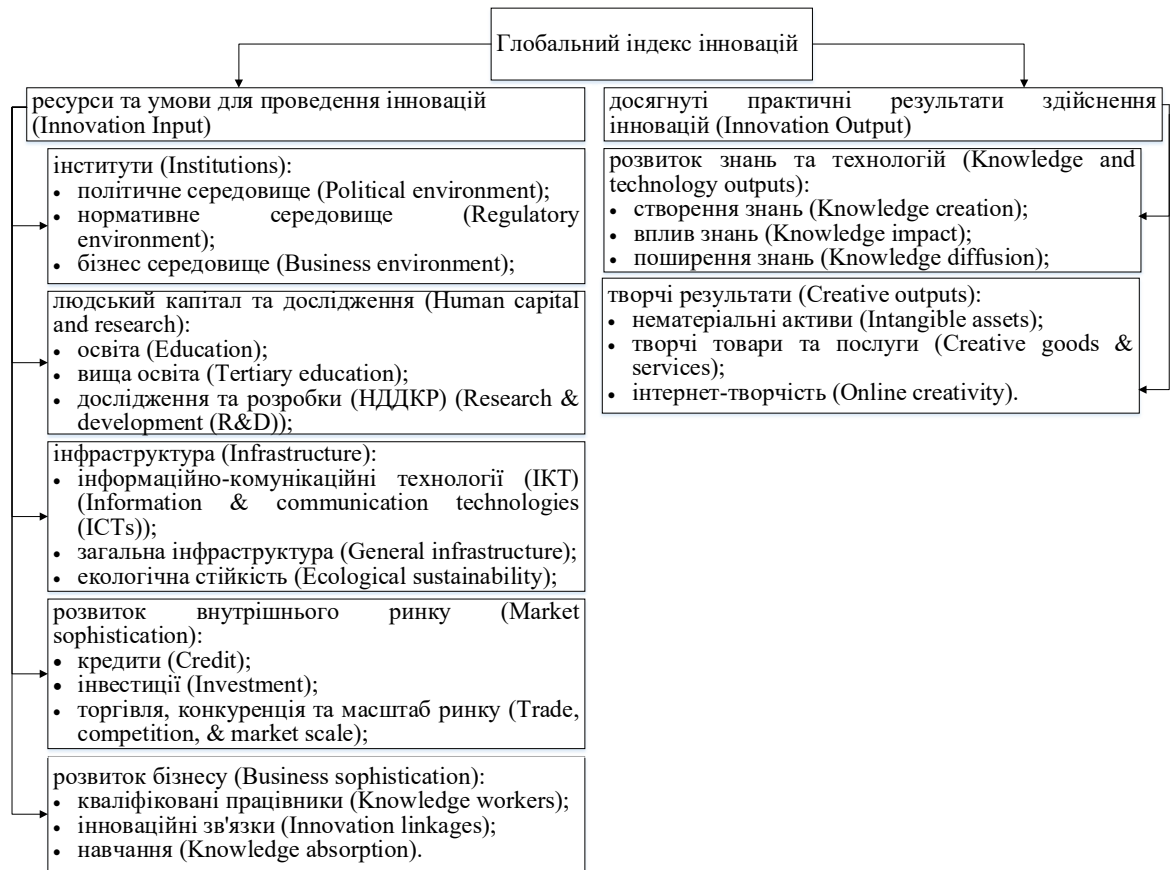 Глобальний індекс інновацій
ресурси та умови для проведення інновацій
(Innovation Input)
інститути (Institutions):
• політичне середовище (Political environment);
• нормативне середовище (Regulatory
environment);
• бізнес середовище (Business environment);
людський капітал та дослідження (Human capital
and research):
• освіта (Education);
• вища освіта (Tertiary education);
• дослідження та розробки (НДДКР) (Research &
development (R&D));
інфраструктура (Infrastructure):
• інформаційно-комунікаційні технології (ІКТ)
(Information & communication technologies
(ICTs));
• загальна інфраструктура (General infrastructure);
• екологічна стійкість (Ecological sustainability);
розвиток внутрішнього ринку (Market
sophistication):
• кредити (Credit);
• інвестиції (Investment);
• торгівля, конкуренція та масштаб ринку (Trade,
competition, & market scale);
розвиток бізнесу (Business sophistication):
• кваліфіковані працівники (Knowledge workers);
• інноваційні зв'язки (Innovation linkages);
• навчання (Knowledge absorption).
досягнуті практичні результати здійснення
інновацій (Innovation Output)
розвиток знань та технологій (Knowledge and
technology outputs):
• створення знань (Knowledge creation);
• вплив знань (Knowledge impact);
• поширення знань (Knowledge diffusion);
творчі результати (Creative outputs):
• нематеріальні активи (Intangible assets);
• творчі товари та послуги (Creative goods &
services);
• інтернет-творчість (Online creativity).